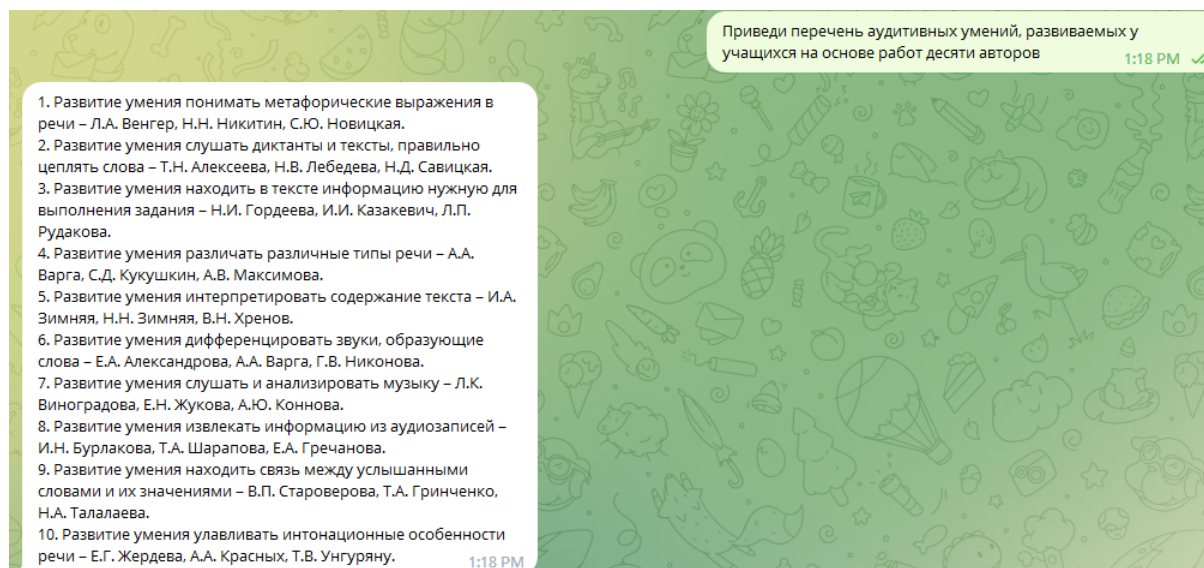 Приведи перечень аудитивных умений, развиваемых у
учащихся на основе работ десяти авторов
1:18 PM
1. Развитие умения понимать метафорические выражения в
речи – Л.А. Венгер, Н.Н. Никитин, С.Ю. Новицкая.
2. Развитие умения слушать диктанты и тексты, правильно
цеплять слова – Т.Н. Алексеева, Н.В. Лебедева, Н.Д. Савицкая.
3. Развитие умения находить в тексте информацию нужную для
выполнения задания – Н.И. Гордеева, И.И. Казакевич, Л.П.
Рудакова.
4. Развитие умения различать различные типы речи – А.А.
Варга, С.Д. Кукушкин, А.В. Максимова.
5. Развитие умения интерпретировать содержание текста – И.А.
Зимняя, Н.Н. Зимняя, В.Н. Хренов.
6. Развитие умения дифференцировать звуки, образующие
слова – Е.А. Александрова, А.А. Варга, Г.В. Никонова.
7. Развитие умения слушать и анализировать музыку – Л.К.
Виноградова, Е.Н. Жукова, А.Ю. Коннова.
8. Развитие умения извлекать информацию из аудиозаписей –
И.Н. Бурлакова, Т.А. Шарапова, Е.А. Гречанова.
9. Развитие умения находить связь между услышанными
словами и их значениями – В.П. Староверова, Т.А. Гринченко,
Н.А. Талалаева.
10. Развитие умения улавливать интонационные особенности
речи – Е.Г. Жердева, А.А. Красных, Т.В. Унгуряну.
1:18 PM